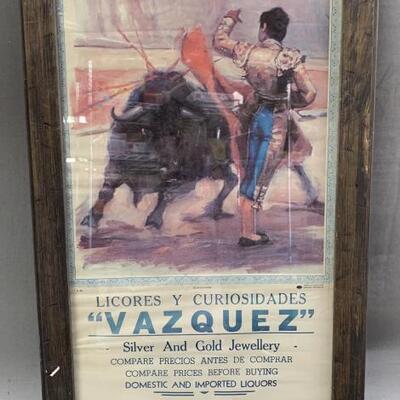 LICORES Y CURIOSIDADES
"VAZQUEZ"
- Silver And Gold Jewellery -
COMPARE PRECIOS ANTES DE COMPRAR
COMPARE PRICES BEFORE BUYING
DOMESTIC AND IMPORTED LIQUORS